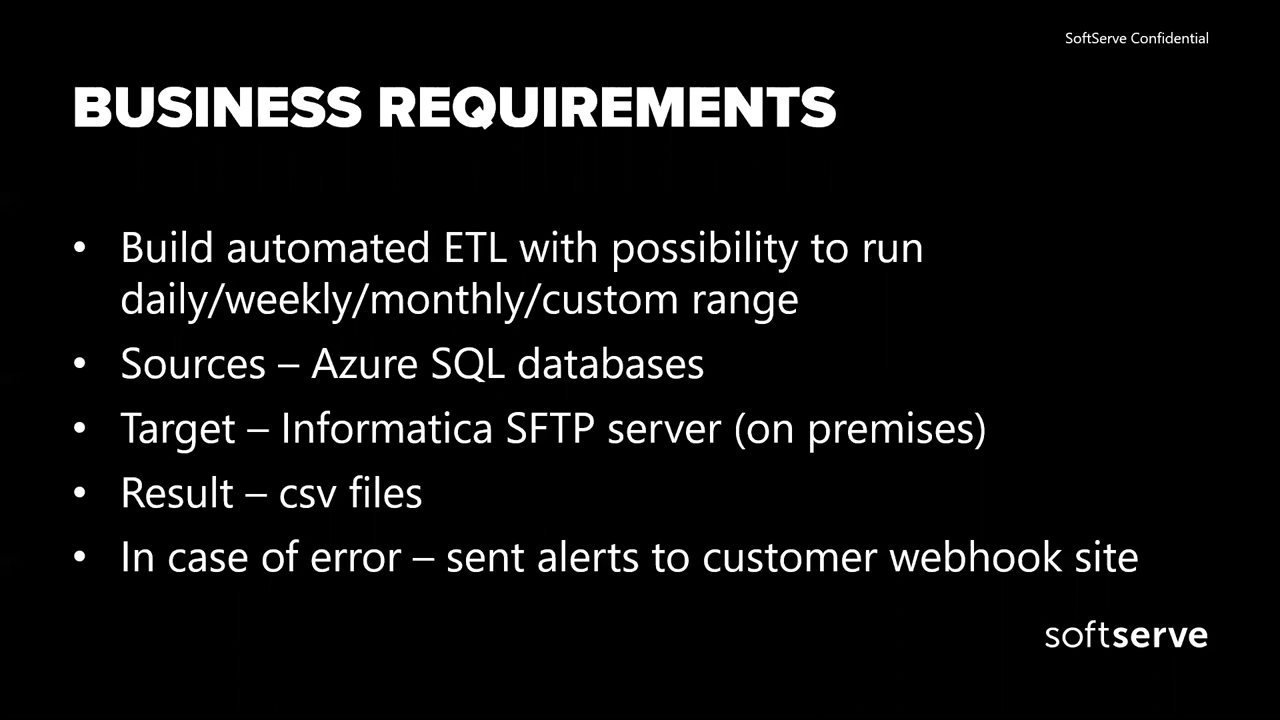 SoftServe Confidential
BUSINESS REQUIREMENTS
• Build automated ETL with possibility to run
daily/weekly/monthly/custom range
• Sources – Azure SQL databases
• Target – Informatica SFTP server (on premises)
• Result – csv files
• In case of error – sent alerts to customer webhook site
softserve